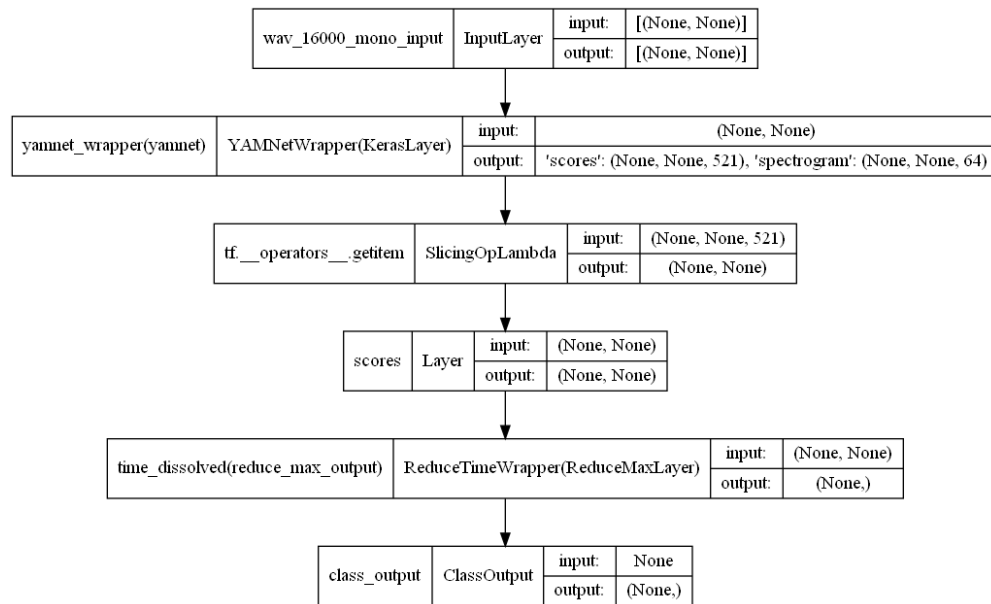 wav_16000_mono_input InputLayer input: [(None, None)]
output: [(None, None)]
yamnet_wrapper(yamnet) YAMNetWrapper(KerasLayer) input: (None, None)
output: 'scores': (None, None, 521), 'spectrogram': (None, None, 64)
tf.__operators__.getitem SlicingOpLambda input: (None, None, 521)
output: (None, None)
scores Layer input: (None, None)
output: (None, None)
time_dissolved(reduce_max_output) ReduceTimeWrapper(ReduceMaxLayer) input: (None, None)
output: (None,)
class_output ClassOutput input: None
output: (None,)